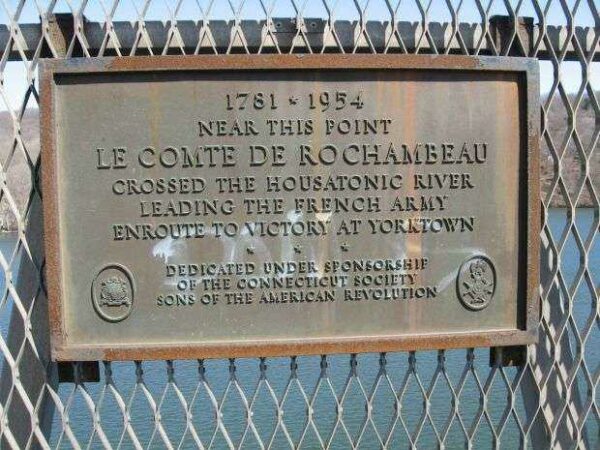 1781 * 1954
NEAR THIS POINT
LE COMTE DE ROCHAMBEAU
CROSSED THE HOUSATONIC RIVER
LEADING THE FRENCH ARMY
ENROUTE TO VICTORY AT YORKTOWN
* * *
DEDICATED UNDER SPONSORSHIP
OF THE CONNECTICUT SOCIETY
SONS OF THE AMERICAN REVOLUTION